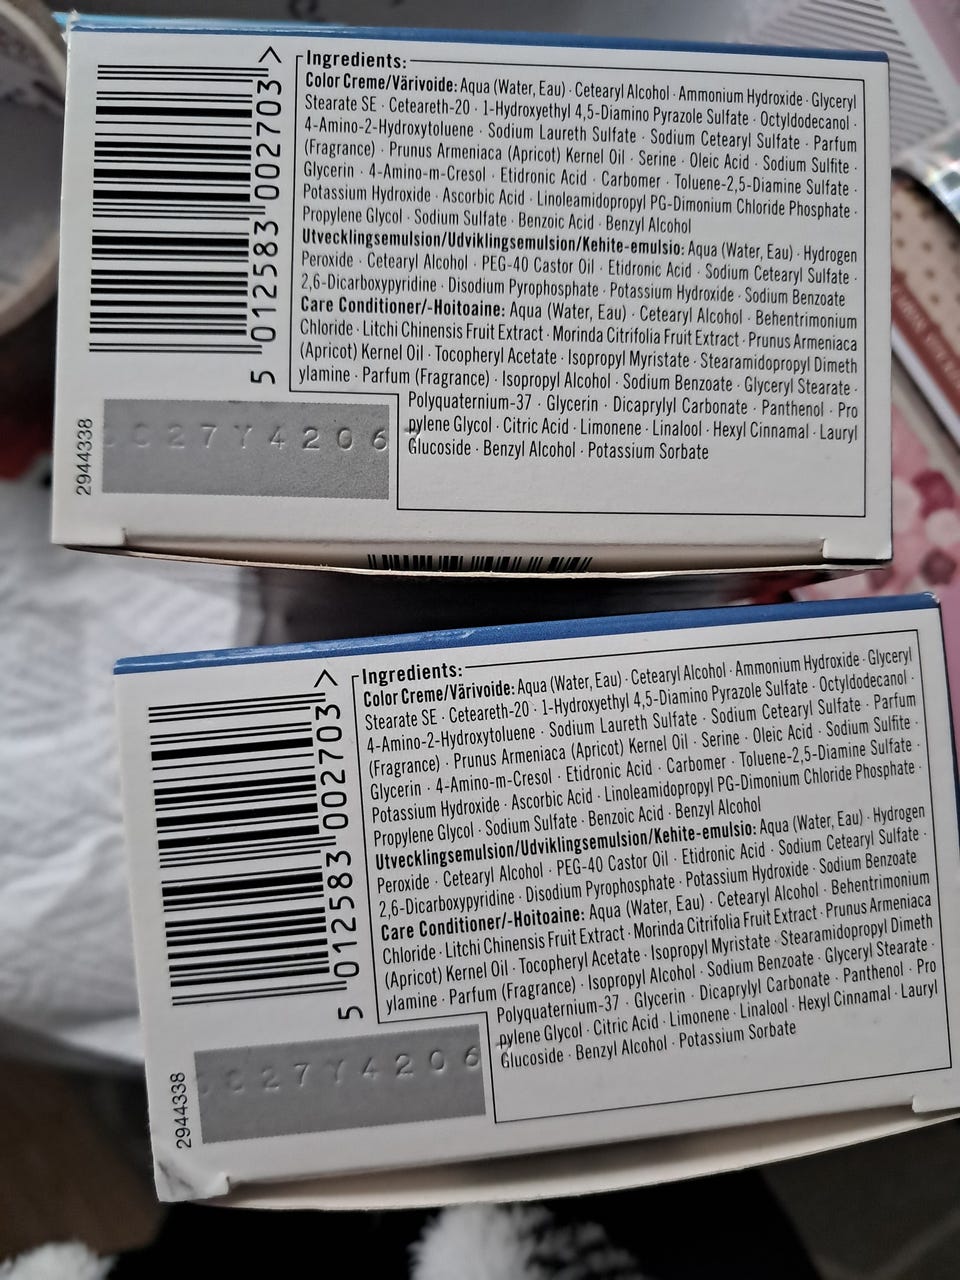 Ingredients:
Color Creme/Värivoide: Aqua (Water, Eau) · Cetearyl Alcohol · Ammonium Hydroxide · Glyceryl
Stearate SE · Ceteareth-20 · 1-Hydroxyethyl 4,5-Diamino Pyrazole Sulfate · Octyldodecanol ·
4-Amino-2-Hydroxytoluene · Sodium Laureth Sulfate · Sodium Cetearyl Sulfate · Parfum
(Fragrance) · Prunus Armeniaca (Apricot) Kernel Oil · Serine · Oleic Acid · Sodium Sulfite ·
Glycerin · 4-Amino-m-Cresol · Etidronic Acid · Carbomer · Toluene-2,5-Diamine Sulfate ·
Potassium Hydroxide · Ascorbic Acid · Linoleamidopropyl PG-Dimonium Chloride Phosphate ·
Propylene Glycol · Sodium Sulfate · Benzoic Acid · Benzyl Alcohol
Utvecklingsemulsion/Udviklingsemulsion/Kehite-emulsio: Aqua (Water, Eau) · Hydrogen
Peroxide · Cetearyl Alcohol · PEG-40 Castor Oil · Etidronic Acid · Sodium Cetearyl Sulfate ·
2,6-Dicarboxypyridine · Disodium Pyrophosphate · Potassium Hydroxide · Sodium Benzoate
Care Conditioner/-Hoitoaine: Aqua (Water, Eau) · Cetearyl Alcohol · Behentrimonium
Chloride · Litchi Chinensis Fruit Extract · Morinda Citrifolia Fruit Extract · Prunus Armeniaca
(Apricot) Kernel Oil · Tocopheryl Acetate · Isopropyl Myristate · Stearamidopropyl Dimeth
ylamine · Parfum (Fragrance) · Isopropyl Alcohol · Sodium Benzoate · Glyceryl Stearate ·
Polyquaternium-37 · Glycerin · Dicaprylyl Carbonate · Panthenol · Pro
pylene Glycol · Citric Acid · Limonene · Linalool · Hexyl Cinnamal · Lauryl
Glucoside · Benzyl Alcohol · Potassium Sorbate
5 012583 002703 >
2944338
027Y4206
Ingredients:
Color Creme/Värivoide: Aqua (Water, Eau) · Cetearyl Alcohol · Ammonium Hydroxide · Glyceryl
Stearate SE · Ceteareth-20 · 1-Hydroxyethyl 4,5-Diamino Pyrazole Sulfate · Octyldodecanol ·
4-Amino-2-Hydroxytoluene · Sodium Laureth Sulfate · Sodium Cetearyl Sulfate · Parfum
(Fragrance) · Prunus Armeniaca (Apricot) Kernel Oil · Serine · Oleic Acid · Sodium Sulfite ·
Glycerin · 4-Amino-m-Cresol · Etidronic Acid · Carbomer · Toluene-2,5-Diamine Sulfate ·
Potassium Hydroxide · Ascorbic Acid · Linoleamidopropyl PG-Dimonium Chloride Phosphate ·
Propylene Glycol · Sodium Sulfate · Benzoic Acid · Benzyl Alcohol
Utvecklingsemulsion/Udviklingsemulsion/Kehite-emulsio: Aqua (Water, Eau) · Hydrogen
Peroxide · Cetearyl Alcohol · PEG-40 Castor Oil · Etidronic Acid · Sodium Cetearyl Sulfate ·
2,6-Dicarboxypyridine · Disodium Pyrophosphate · Potassium Hydroxide · Sodium Benzoate
Care Conditioner/-Hoitoaine: Aqua (Water, Eau) · Cetearyl Alcohol · Behentrimonium
Chloride · Litchi Chinensis Fruit Extract · Morinda Citrifolia Fruit Extract · Prunus Armeniaca
(Apricot) Kernel Oil · Tocopheryl Acetate · Isopropyl Myristate · Stearamidopropyl Dimeth
ylamine · Parfum (Fragrance) · Isopropyl Alcohol · Sodium Benzoate · Glyceryl Stearate ·
Polyquaternium-37 · Glycerin · Dicaprylyl Carbonate · Panthenol · Pro
pylene Glycol · Citric Acid · Limonene · Linalool · Hexyl Cinnamal · Lauryl
Glucoside · Benzyl Alcohol · Potassium Sorbate
5 012583 002703 >
2944338
027Y4206